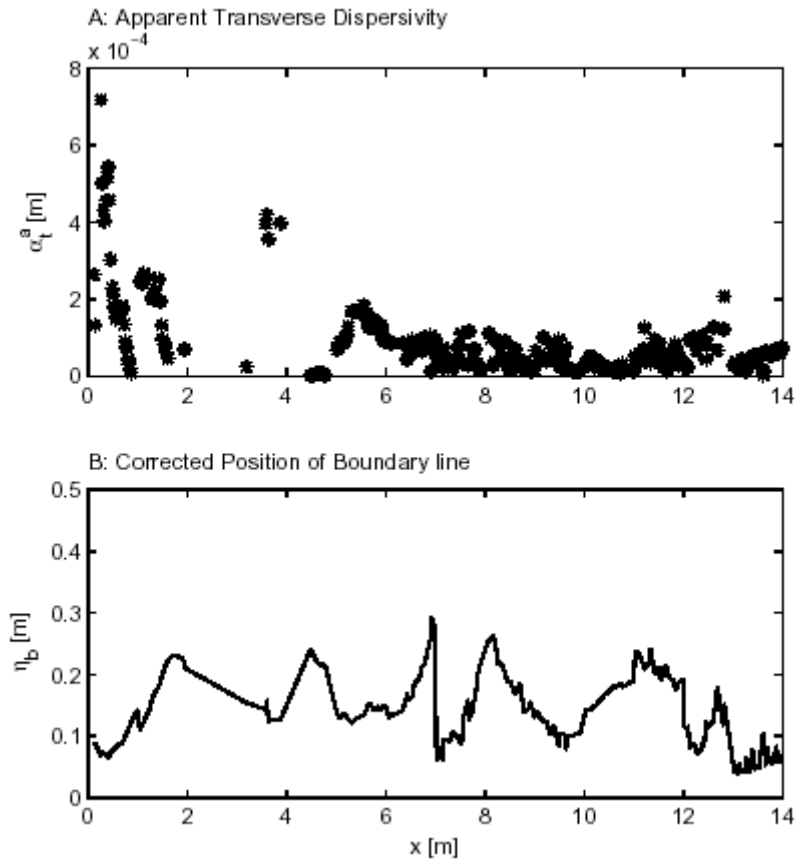 A: Apparent Transverse Dispersivity
x 10⁻⁴
8
6
4
2
0
αₜᵃ [m]
0 2 4 6 8 10 12 14
B: Corrected Position of Boundary line
0.5
0.4
0.3
0.2
0.1
0
η_b [m]
0 2 4 6 8 10 12 14
x [m]